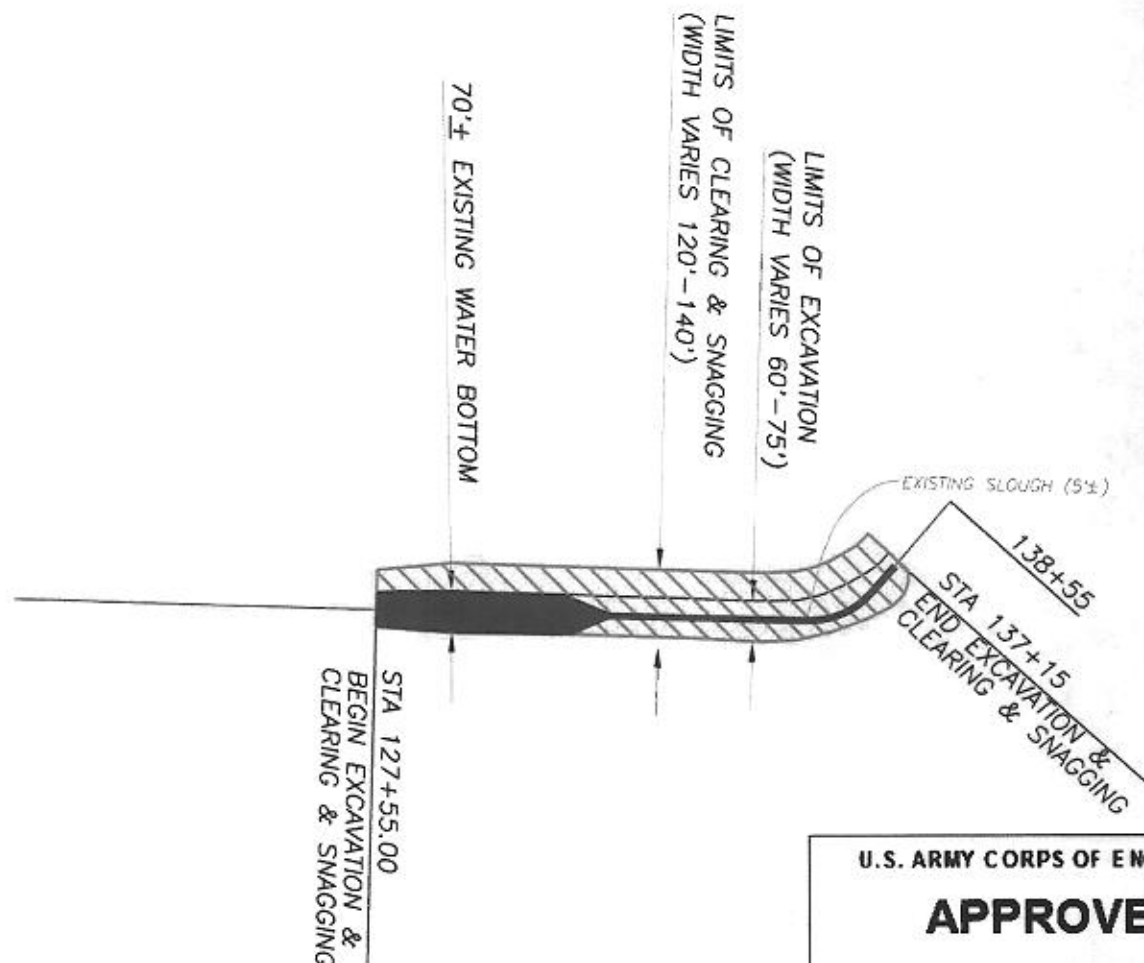 LIMITS OF CLEARING & SNAGGING
(WIDTH VARIES 120'-140')
LIMITS OF EXCAVATION
(WIDTH VARIES 60'-75')
70'± EXISTING WATER BOTTOM
EXISTING SLOUGH (5'±)
138+55
STA 137+15
END EXCAVATION &
CLEARING & SNAGGING
STA 127+55.00
BEGIN EXCAVATION &
CLEARING & SNAGGING
U.S. ARMY CORPS OF EN
APPROVE